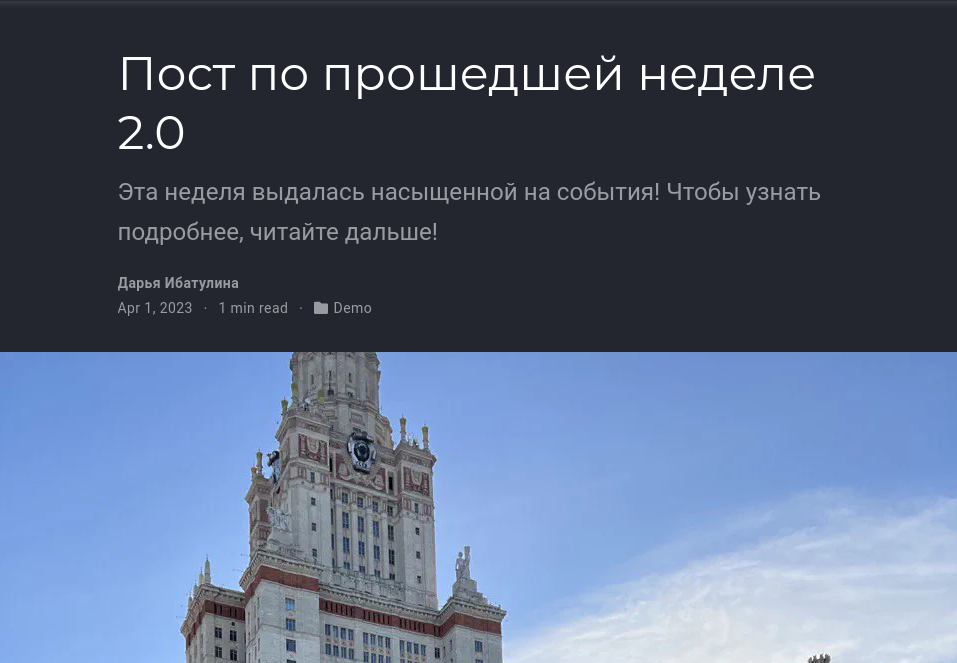 Пост по прошедшей неделе
2.0
Эта неделя выдалась насыщенной на события! Чтобы узнать
подробнее, читайте дальше!
Дарья Ибатулина
Apr 1, 2023 · 1 min read · Demo